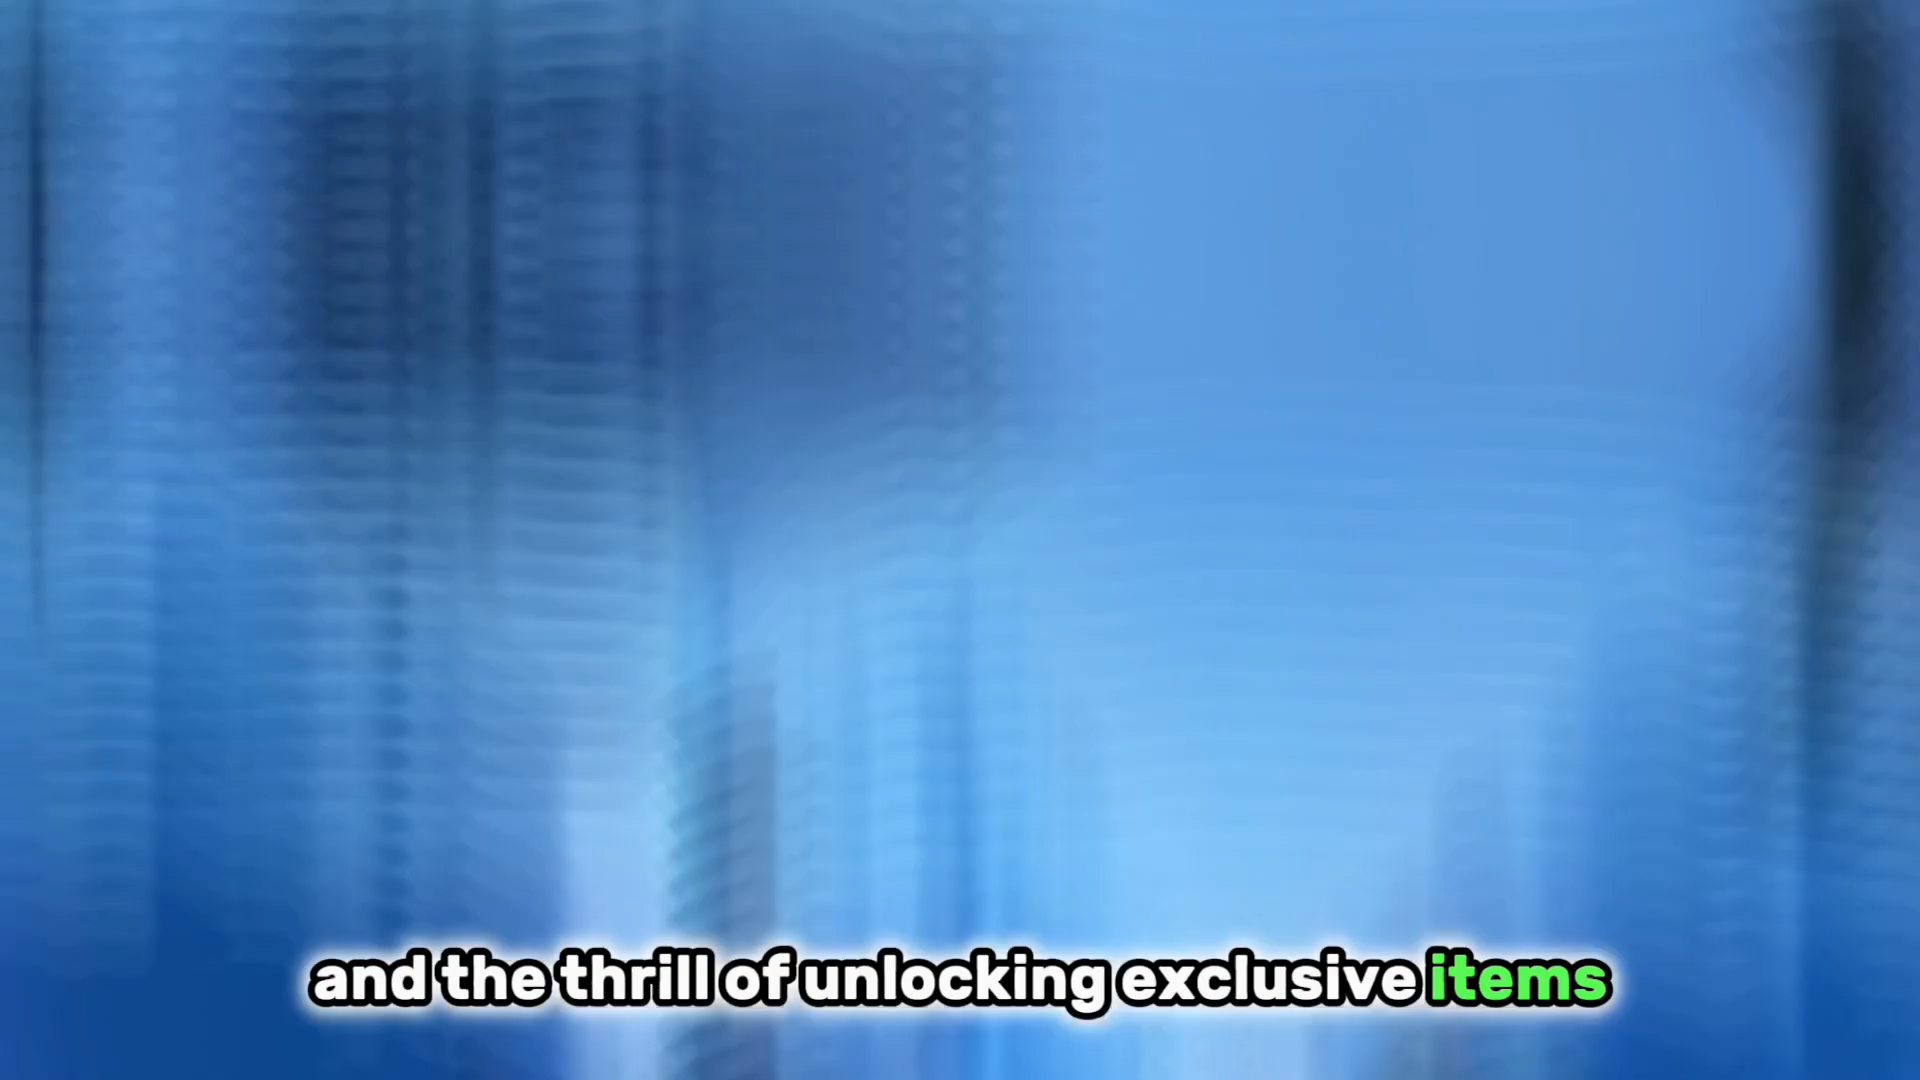 and the thrill of unlocking exclusive items